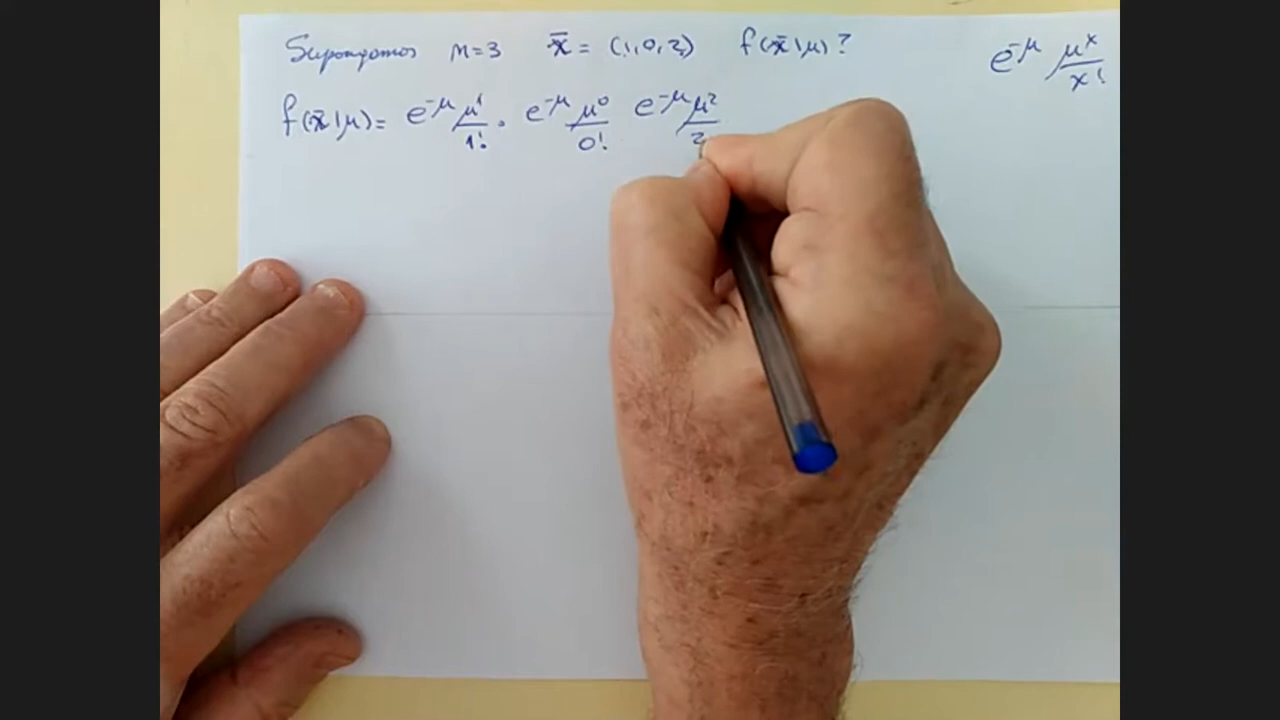 Supongamos n=3 x̄ = (1,0,2) f(x̄|μ)? e^-μ μ^x/x!
f(x̄|μ)= e^-μ μ^1/1! · e^-μ μ^0/0! e^-μ μ^2/2